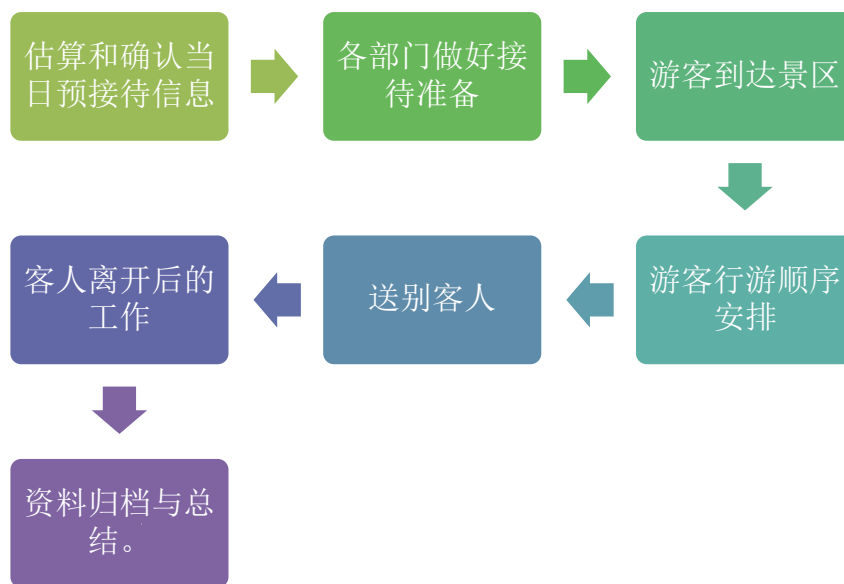 估算和确认当
日预接待信息
各部门做好接
待准备
游客到达景区
游客行游顺序
安排
送别客人
客人离开后的
工作
资料归档与总
结。